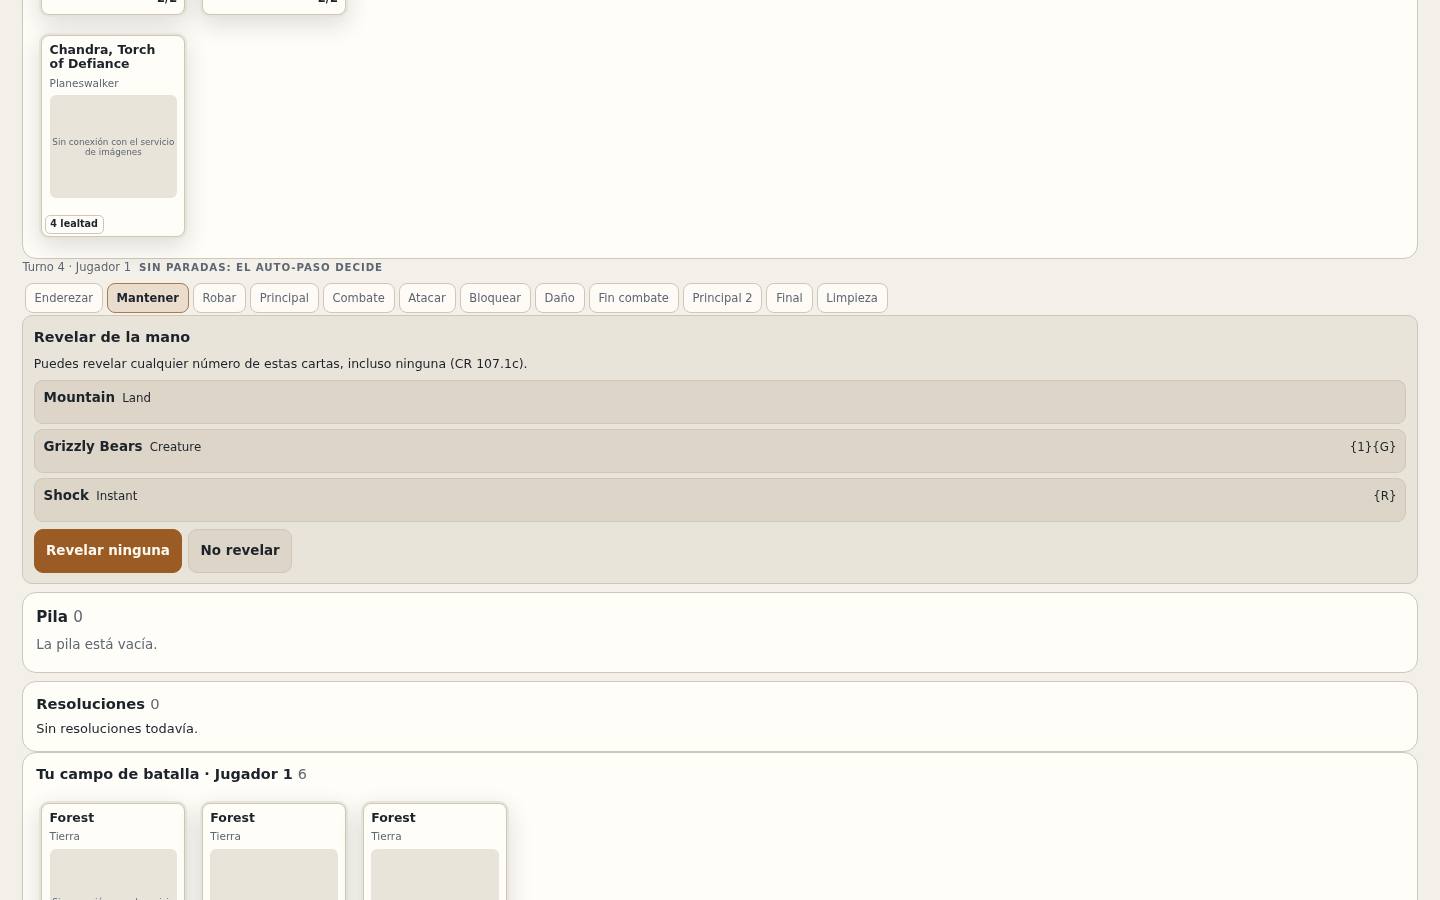 Chandra, Torch
of Defiance
Planeswalker
Sin conexión con el servicio
de imágenes
4 lealtad
Turno 4 · Jugador 1 SIN PARADAS: EL AUTO-PASO DECIDE
Enderezar Mantener Robar Principal Combate Atacar Bloquear Daño Fin combate Principal 2 Final Limpieza
Revelar de la mano
Puedes revelar cualquier número de estas cartas, incluso ninguna (CR 107.1c).
Mountain Land
Grizzly Bears Creature {1}{G}
Shock Instant {R}
Revelar ninguna No revelar
Pila 0
La pila está vacía.
Resoluciones 0
Sin resoluciones todavía.
Tu campo de batalla · Jugador 1 6
Forest Forest Forest
Tierra Tierra Tierra